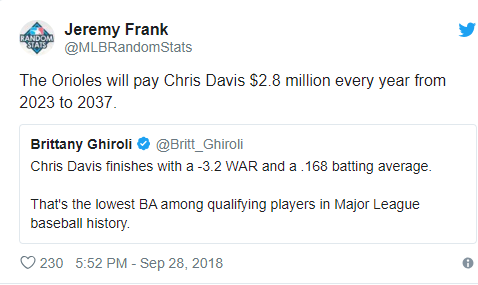 RANDOM
STATS
Jeremy Frank
@MLBRandomStats
The Orioles will pay Chris Davis $2.8 million every year from
2023 to 2037.
Brittany Ghiroli @Britt_Ghiroli
Chris Davis finishes with a -3.2 WAR and a .168 batting average.
That's the lowest BA among qualifying players in Major League
baseball history.
230 5:52 PM - Sep 28, 2018